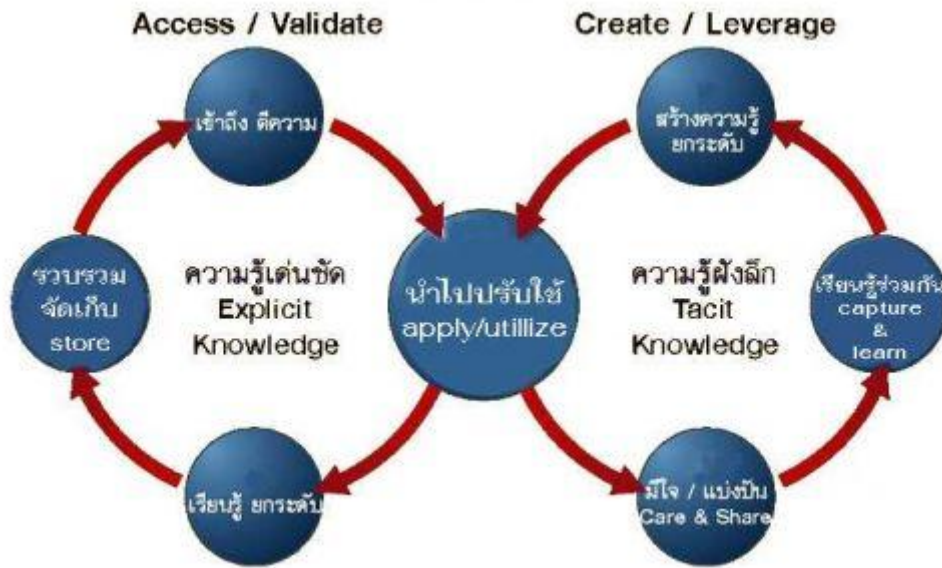 Access / Validate
Create / Leverage
เข้าถึง ตีความ
สร้างความรู้
ยกระดับ
รวบรวม
จัดเก็บ
store
ความรู้เด่นชัด
Explicit
Knowledge
นำไปปรับใช้
apply/utillize
ความรู้ฝังลึก
Tacit
Knowledge
เรียนรู้ร่วมกัน
capture
&
learn
เรียนรู้ ยกระดับ
มีใจ / แบ่งปัน
Care & Share